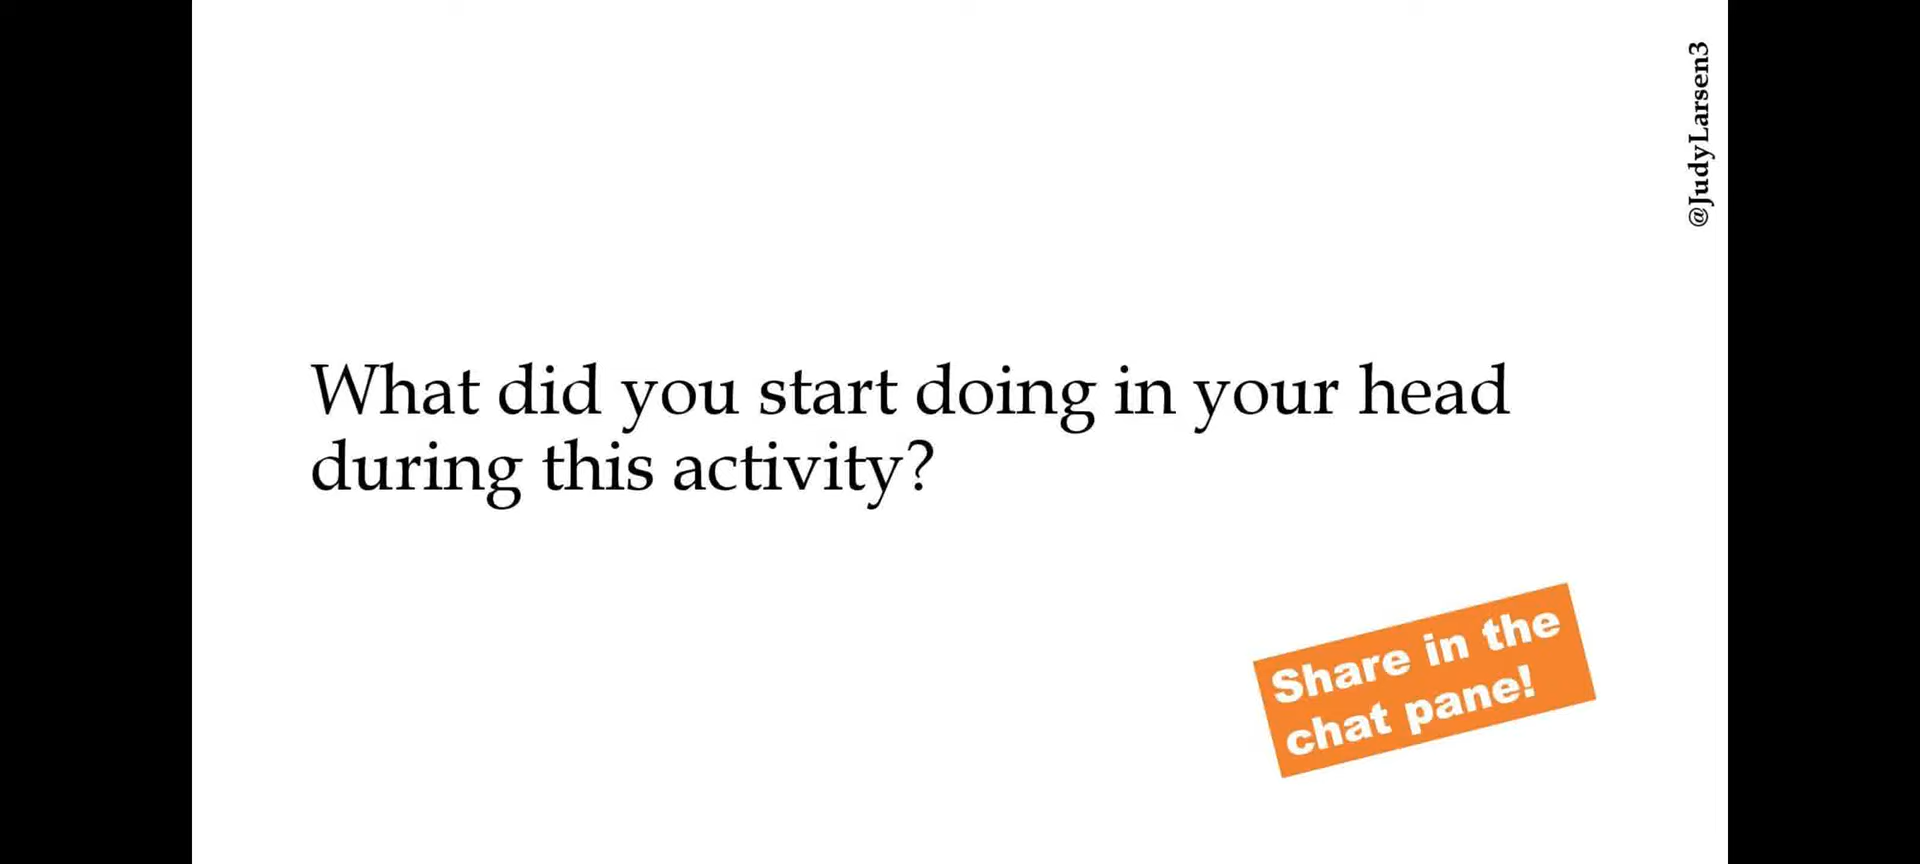 @JudyLarsen3
What did you start doing in your head
during this activity?
Share in the
chat pane!